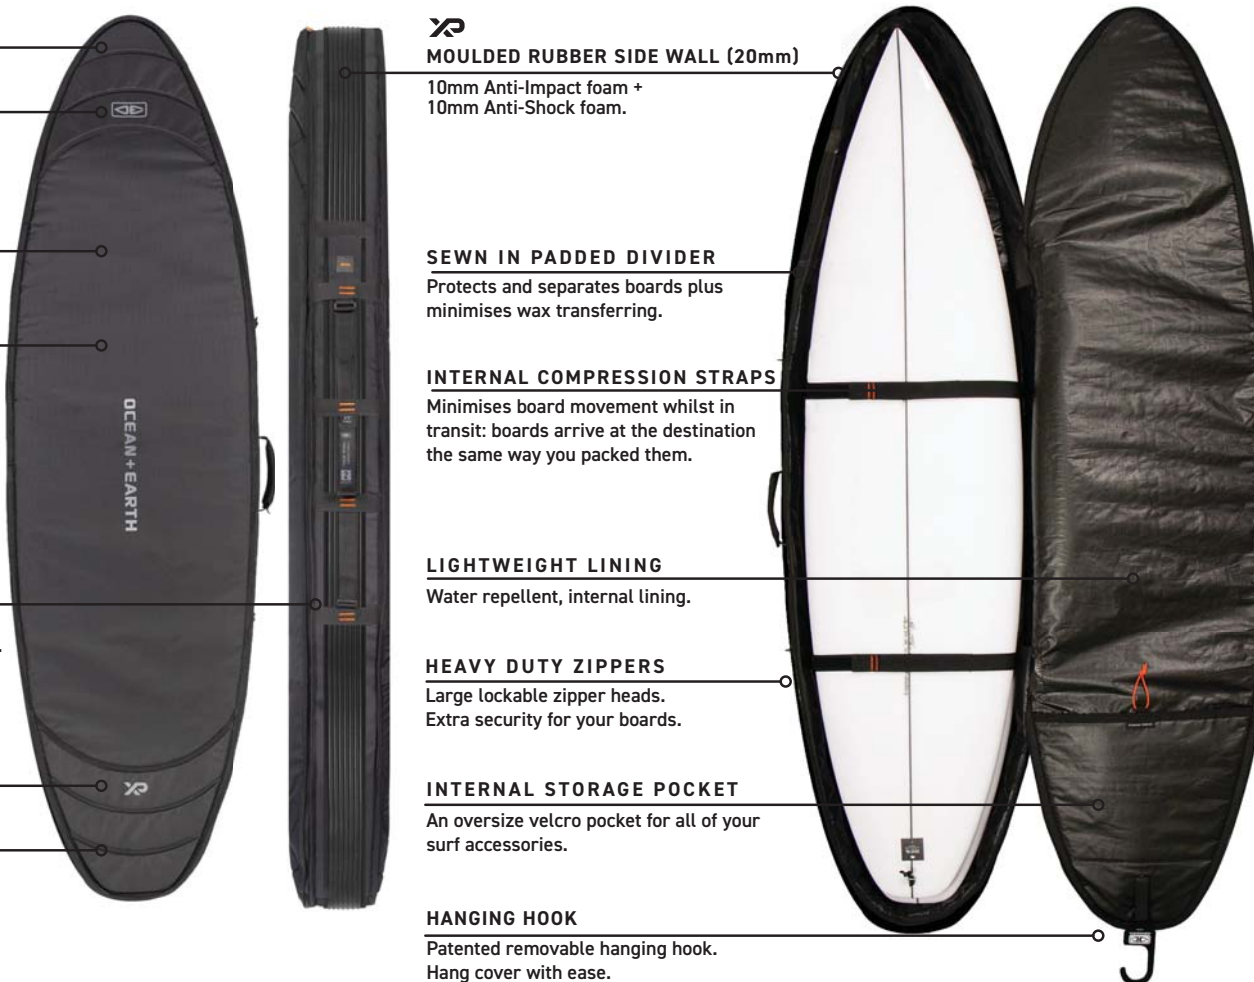 OCEAN+EARTH
XP
XP
MOULDED RUBBER SIDE WALL (20mm)
10mm Anti-Impact foam +
10mm Anti-Shock foam.
SEWN IN PADDED DIVIDER
Protects and separates boards plus
minimises wax transferring.
INTERNAL COMPRESSION STRAPS
Minimises board movement whilst in
transit: boards arrive at the destination
the same way you packed them.
LIGHTWEIGHT LINING
Water repellent, internal lining.
HEAVY DUTY ZIPPERS
Large lockable zipper heads.
Extra security for your boards.
INTERNAL STORAGE POCKET
An oversize velcro pocket for all of your
surf accessories.
HANGING HOOK
Patented removable hanging hook.
Hang cover with ease.